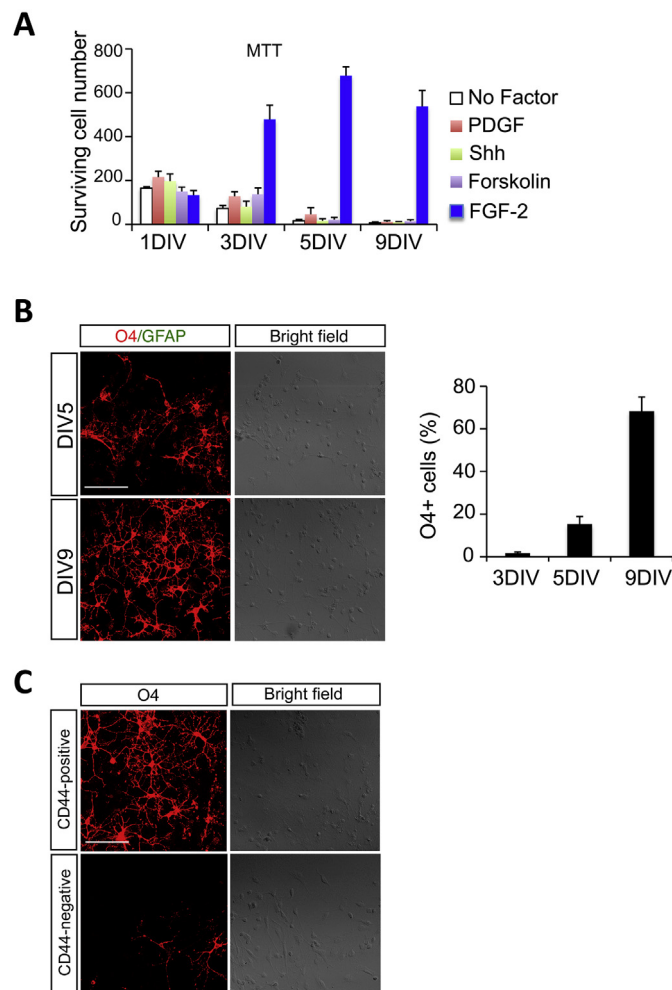 A
MTT
Surviving cell number
800
600
400
200
0
1DIV 3DIV 5DIV 9DIV
No Factor
PDGF
Shh
Forskolin
FGF-2
B
O4/GFAP Bright field
DIV5
DIV9
O4+ cells (%)
80
60
40
20
0
3DIV 5DIV 9DIV
C
O4 Bright field
CD44-positive
CD44-negative